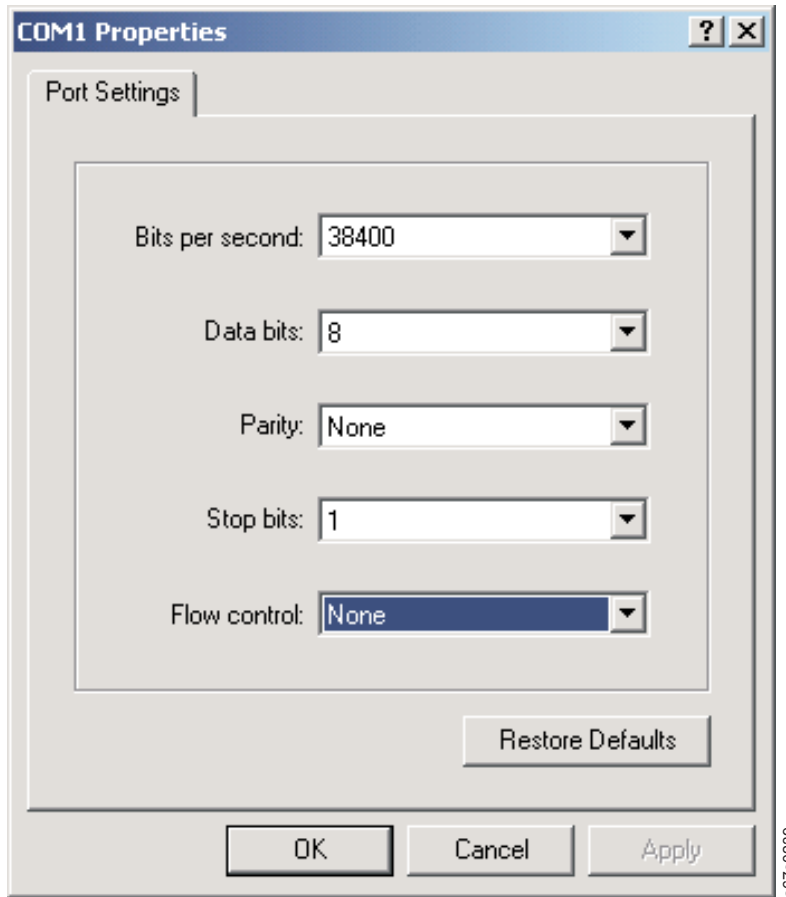 COM1 Properties
Port Settings
Bits per second: 38400
Data bits: 8
Parity: None
Stop bits: 1
Flow control: None
Restore Defaults
OK Cancel Apply